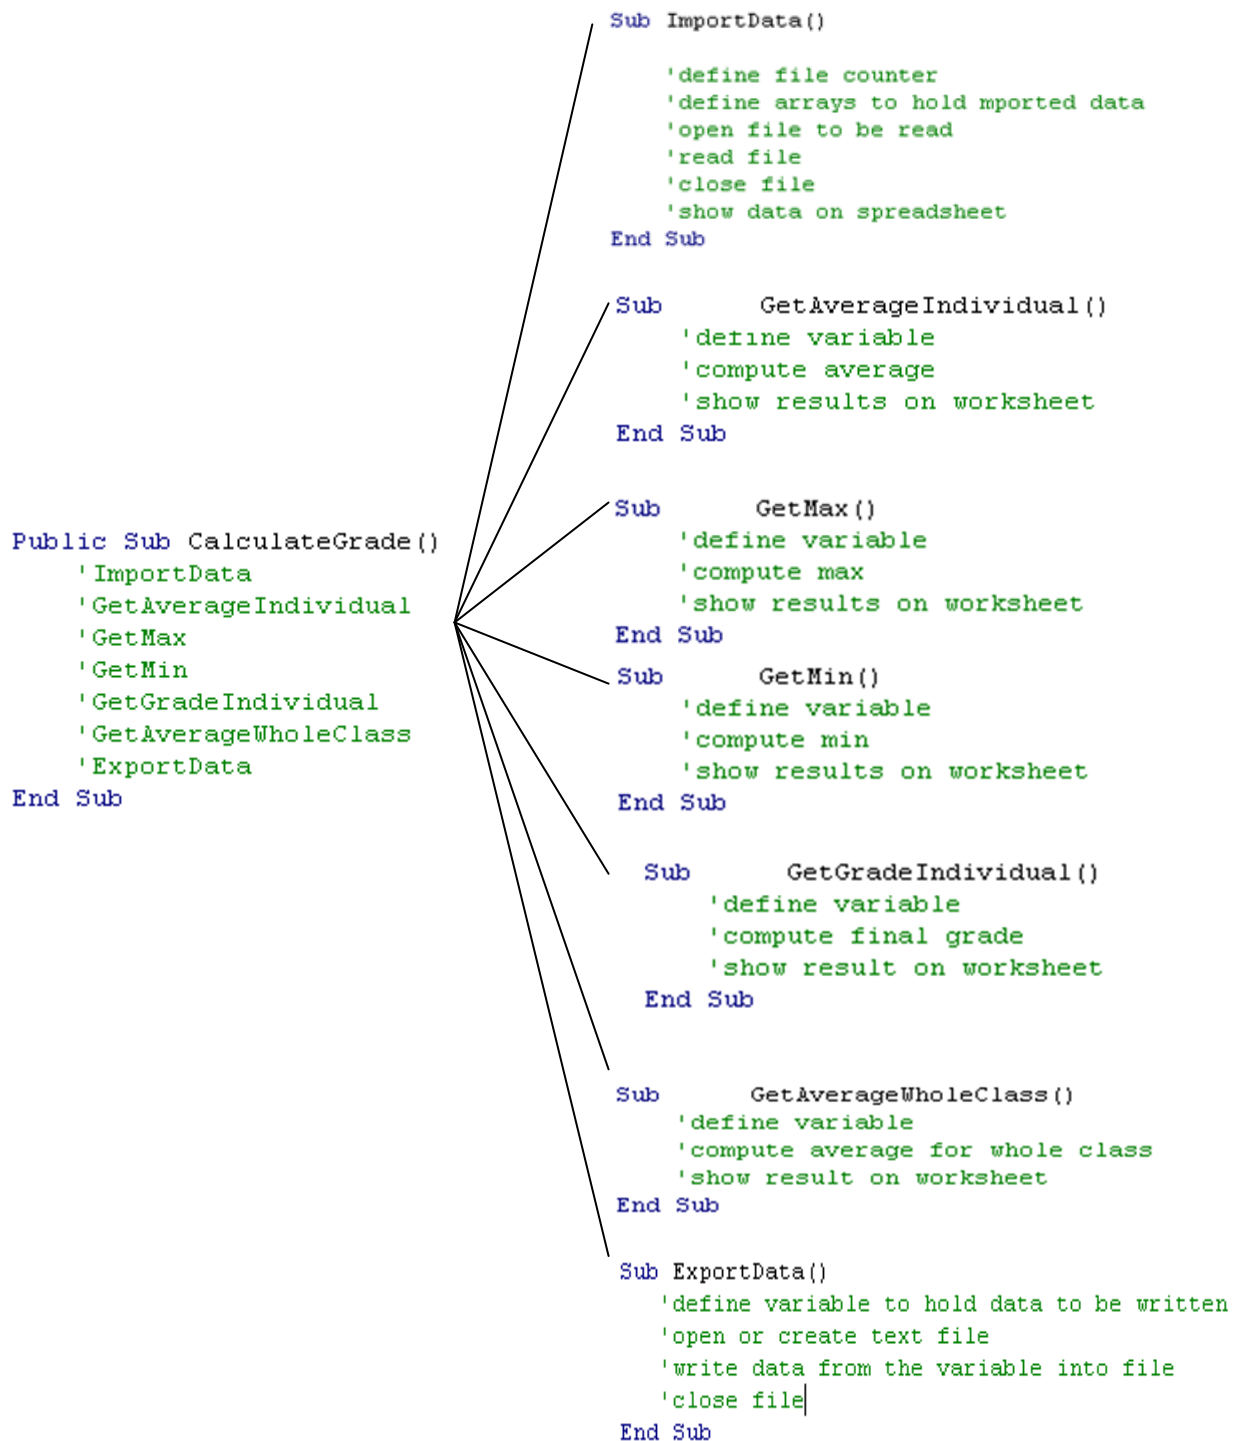 Public Sub CalculateGrade()
'ImportData
'GetAverageIndividual
'GetMax
'GetMin
'GetGradeIndividual
'GetAverageWholeClass
'ExportData
End Sub
Sub ImportData()
'define file counter
'define arrays to hold mported data
'open file to be read
'read file
'close file
'show data on spreadsheet
End Sub
Sub GetAverageIndividual()
'define variable
'compute average
'show results on worksheet
End Sub
Sub GetMax()
'define variable
'compute max
'show results on worksheet
End Sub
Sub GetMin()
'define variable
'compute min
'show results on worksheet
End Sub
Sub GetGradeIndividual()
'define variable
'compute final grade
'show result on worksheet
End Sub
Sub GetAverageWholeClass()
'define variable
'compute average for whole class
'show result on worksheet
End Sub
Sub ExportData()
'define variable to hold data to be written
'open or create text file
'write data from the variable into file
'close file
End Sub